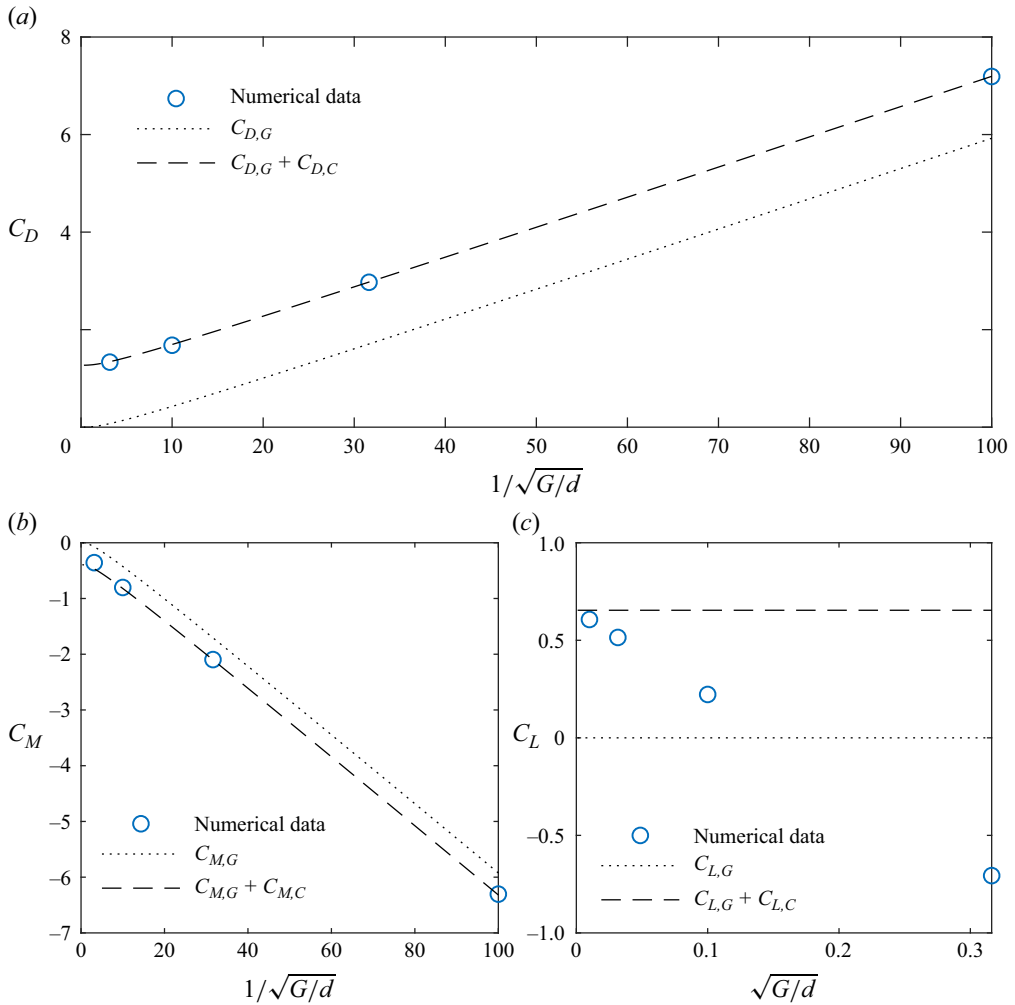 (a)
8
6
4
0
C_D
Numerical data
C_{D,G}
C_{D,G} + C_{D,C}
0 10 20 30 40 50 60 70 80 90 100
1/√G/d
(b)
0
–1
–2
–3
–4
–5
–6
–7
C_M
Numerical data
C_{M,G}
C_{M,G} + C_{M,C}
0 20 40 60 80 100
1/√G/d
(c)
1.0
0.5
0
–0.5
–1.0
C_L
Numerical data
C_{L,G}
C_{L,G} + C_{L,C}
0 0.1 0.2 0.3
√G/d